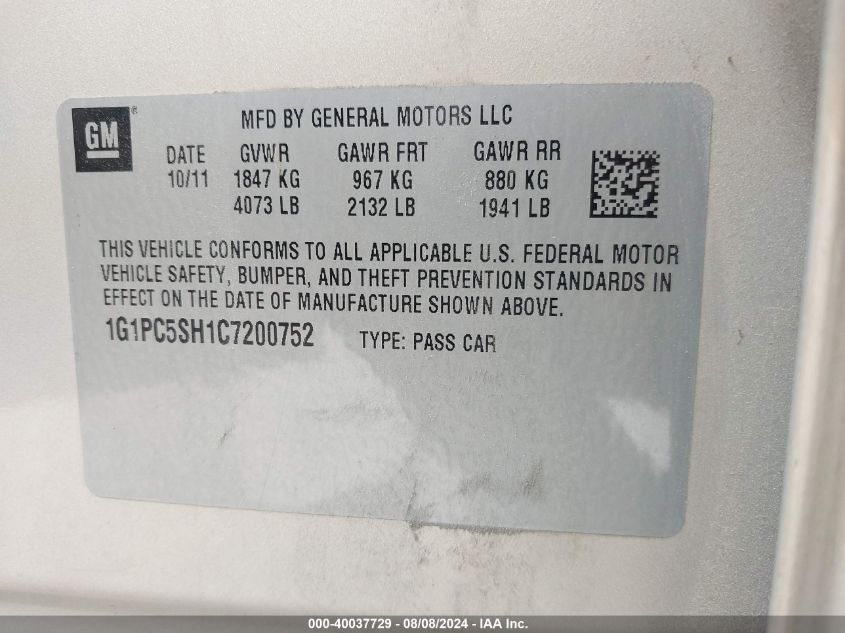 GM®
MFD BY GENERAL MOTORS LLC
DATE GVWR GAWR FRT GAWR RR
10/11 1847 KG 967 KG 880 KG
4073 LB 2132 LB 1941 LB
THIS VEHICLE CONFORMS TO ALL APPLICABLE U.S. FEDERAL MOTOR
VEHICLE SAFETY, BUMPER, AND THEFT PREVENTION STANDARDS IN
EFFECT ON THE DATE OF MANUFACTURE SHOWN ABOVE.
1G1PC5SH1C7200752 TYPE: PASS CAR
000-40037729 - 08/08/2024 - IAA Inc.